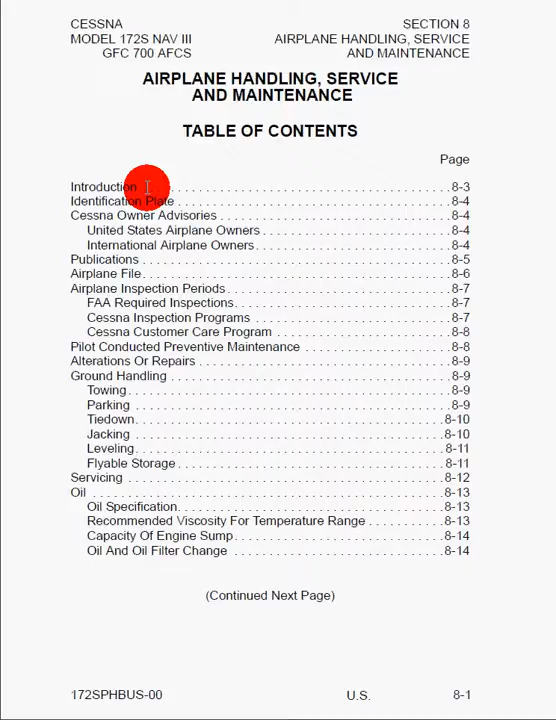 CESSNA
SECTION 8
MODEL 172S NAV III
AIRPLANE HANDLING, SERVICE
GFC 700 AFCS
AND MAINTENANCE
AIRPLANE HANDLING, SERVICE
AND MAINTENANCE
TABLE OF CONTENTS
Page
Introduction . . . . . . . . . . . . . . . . . . . . 8-3
Identification Plate . . . . . . . . . . . . . . . . . . . . 8-4
Cessna Owner Advisories . . . . . . . . . . . . . . . . . . . . 8-4
United States Airplane Owners . . . . . . . . . . . . . . . . . . . . 8-4
International Airplane Owners . . . . . . . . . . . . . . . . . . . . 8-4
Publications . . . . . . . . . . . . . . . . . . . . 8-5
Airplane File . . . . . . . . . . . . . . . . . . . . 8-6
Airplane Inspection Periods . . . . . . . . . . . . . . . . . . . . 8-7
FAA Required Inspections . . . . . . . . . . . . . . . . . . . . 8-7
Cessna Inspection Programs . . . . . . . . . . . . . . . . . . . . 8-7
Cessna Customer Care Program . . . . . . . . . . . . . . . . . . . . 8-8
Pilot Conducted Preventive Maintenance . . . . . . . . . . . . . . . . . . . . 8-8
Alterations Or Repairs . . . . . . . . . . . . . . . . . . . . 8-9
Ground Handling . . . . . . . . . . . . . . . . . . . . 8-9
Towing . . . . . . . . . . . . . . . . . . . . 8-9
Parking . . . . . . . . . . . . . . . . . . . . 8-9
Tiedown . . . . . . . . . . . . . . . . . . . . 8-10
Jacking . . . . . . . . . . . . . . . . . . . . 8-10
Leveling . . . . . . . . . . . . . . . . . . . . 8-11
Flyable Storage . . . . . . . . . . . . . . . . . . . . 8-11
Servicing . . . . . . . . . . . . . . . . . . . . 8-12
Oil . . . . . . . . . . . . . . . . . . . . 8-13
Oil Specification . . . . . . . . . . . . . . . . . . . . 8-13
Recommended Viscosity For Temperature Range . . . . . . . . . . 8-13
Capacity Of Engine Sump . . . . . . . . . . . . . . . . . . . . 8-14
Oil And Oil Filter Change . . . . . . . . . . . . . . . . . . . . 8-14
(Continued Next Page)
172SPHBUS-00
U.S.
8-1